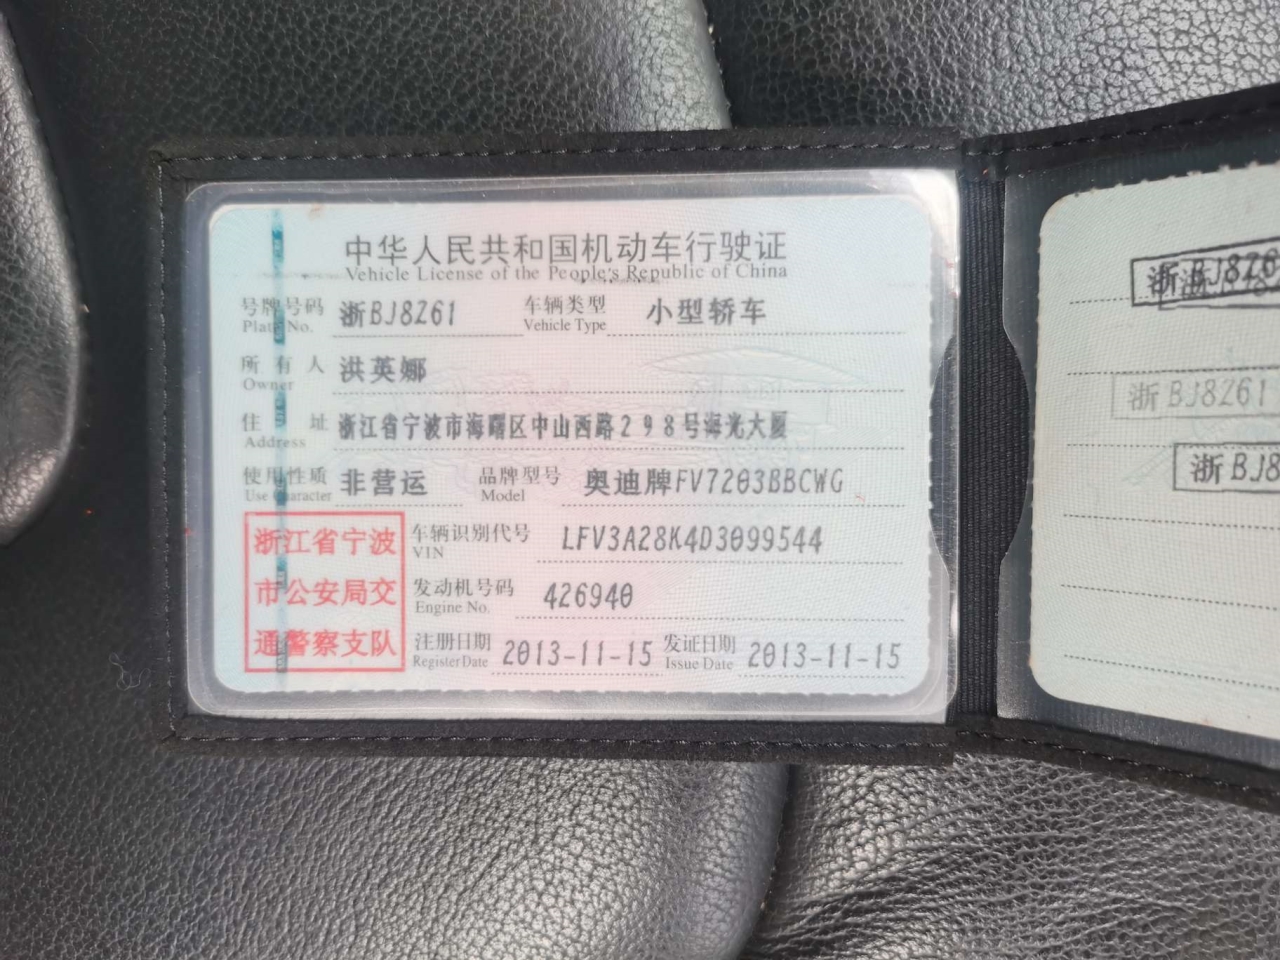 中华人民共和国机动车行驶证
Vehicle License of the People's Republic of China
号牌号码 浙BJ8Z61 车辆类型 小型轿车
Plate No. Vehicle Type
所有人 洪英娜
Owner
住址 浙江省宁波市海曙区中山西路298号海光大厦
Address
使用性质 非营运 品牌型号 奥迪牌FV7203BBCWG
Use Character Model
浙江省宁波
市公安局交
通警察支队
车辆识别代号 LFV3A28K4D3099544
VIN
发动机号码 426940
Engine No.
注册日期 2013-11-15 发证日期 2013-11-15
Register Date Issue Date
浙BJ8Z6
浙BJ8Z61
浙BJ8